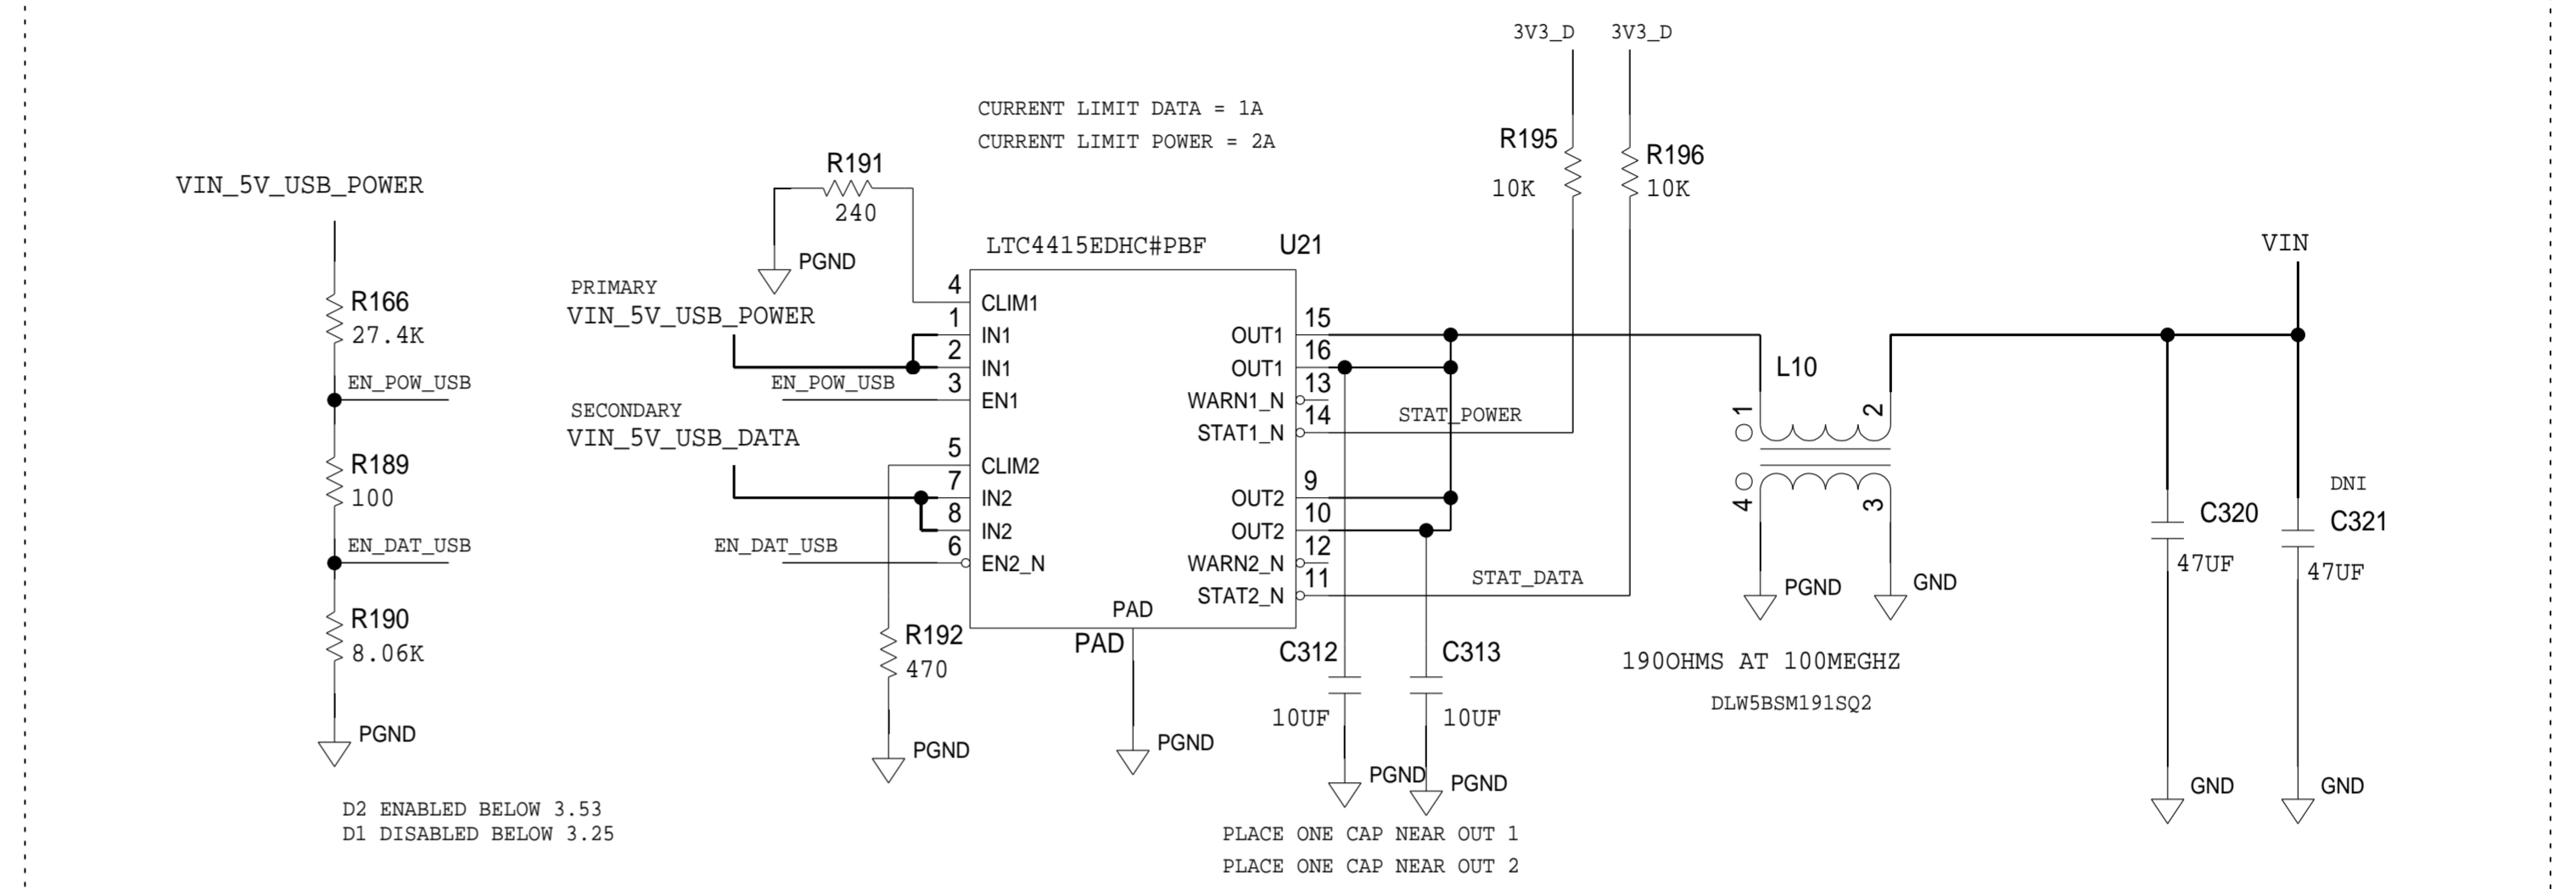 3V3_D 3V3_D
CURRENT LIMIT DATA = 1A
CURRENT LIMIT POWER = 2A
R195
10K
R196
10K
VIN_5V_USB_POWER
R191
240
PGND
LTC4415EDHC#PBF U21
VIN
R166
27.4K
EN_POW_USB
R189
100
EN_DAT_USB
R190
8.06K
PGND
D2 ENABLED BELOW 3.53
D1 DISABLED BELOW 3.25
PRIMARY
VIN_5V_USB_POWER
EN_POW_USB
SECONDARY
VIN_5V_USB_DATA
EN_DAT_USB
4 CLIM1
1 IN1
2 IN1
3 EN1
5 CLIM2
7 IN2
8 IN2
6 EN2_N
OUT1 15
OUT1 16
WARN1_N 13
STAT1_N 14
OUT2 9
OUT2 10
WARN2_N 12
STAT2_N 11
PAD
PAD
PGND
R192
470
PGND
STAT_POWER
STAT_DATA
C312
10UF
PGND
C313
10UF
PGND
PLACE ONE CAP NEAR OUT 1
PLACE ONE CAP NEAR OUT 2
L10
1 2
4 3
PGND GND
190OHMS AT 100MEGHZ
DLW5BSM191SQ2
C320
47UF
GND
DNI
C321
47UF
GND